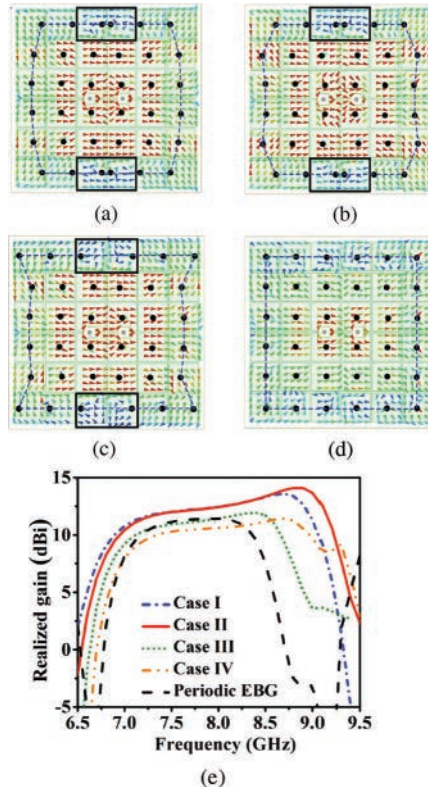 (a)
(b)
(c)
(d)
15
10
5
0
-5
Realized gain (dBi)
Case I
Case II
Case III
Case IV
Periodic EBG
6.5 7.0 7.5 8.0 8.5 9.0 9.5
Frequency (GHz)
(e)